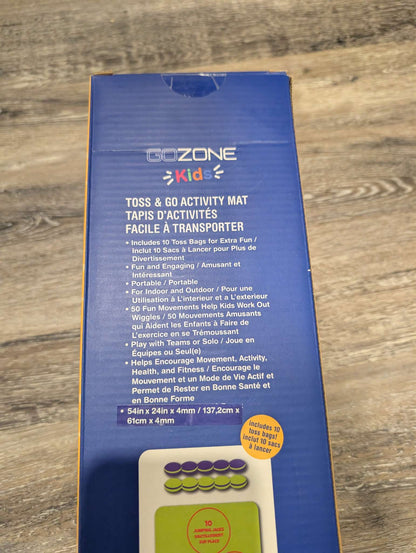 GOZONE
Kids
TOSS & GO ACTIVITY MAT
TAPIS D'ACTIVITÉS
FACILE À TRANSPORTER
• Includes 10 Toss Bags for Extra Fun /
Inclut 10 Sacs à Lancer pour Plus de
Divertissement
• Fun and Engaging / Amusant et
Intéressant
• Portable / Portable
• For Indoor and Outdoor / Pour une
Utilisation à L'interieur et a L'exterieur
• 50 Fun Movements Help Kids Work Out
Wiggles / 50 Mouvements Amusants
qui Aident les Enfants à Faire de
L'exercice en se Trémoussant
• Play with Teams or Solo / Joue en
Équipes ou Seul(e)
• Helps Encourage Movement, Activity,
Health, and Fitness / Encourage le
Mouvement et un Mode de Vie Actif et
Permet de Rester en Bonne Santé et
en Bonne Forme
• 54in x 24in x 4mm / 137,2cm x
61cm x 4mm
includes 10
toss bags!
inclut 10 sacs
à lancer
10
JUMPING JACKS
SUR PLACE